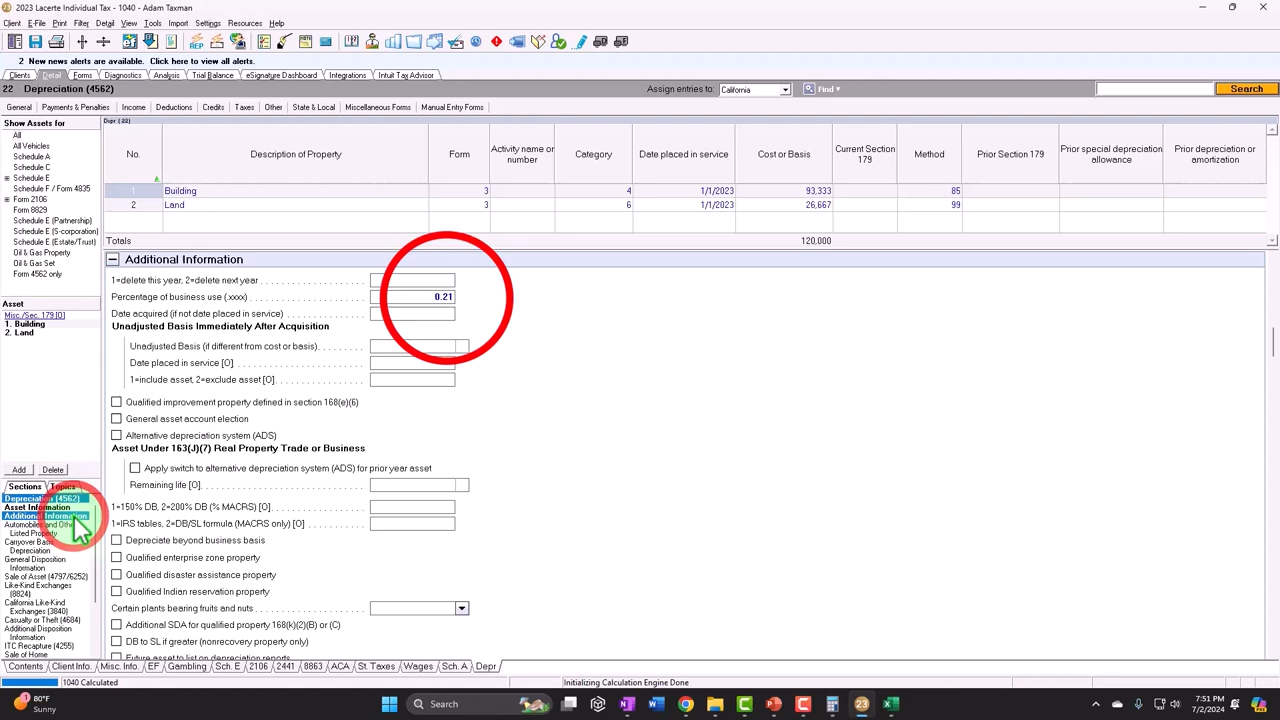 23 2023 Lacerte Individual Tax - 1040 - Adam Taxman
Client E-File Print Filter Detail View Tools Import Settings Resources Help
2 New news alerts are available. Click here to view all alerts.
Clients Detail Forms Diagnostics Analysis Trial Balance eSignature Dashboard Integrations Intuit Tax Advisor
22 Depreciation (4562) Assign entries to: California Find Search
General Payments & Penalties Income Deductions Credits Taxes Other State & Local Miscellaneous Forms Manual Entry Forms
Show Assets for
All
All Vehicles
Schedule A
Schedule C
Schedule E
Schedule F / Form 4835
Form 2106
Form 8829
Schedule E (Partnership)
Schedule E (S-corporation)
Schedule E (Estate/Trust)
Oil & Gas Property
Oil & Gas Set
Form 4562 only
Asset
Misc./Sec. 179 [O]
1. Building
2. Land
Add Delete
Sections Topics
Depreciation (4562)
Asset Information
Additional Information
Automobiles and Oth
Listed Property
Carryover Basis
Depreciation
General Disposition
Information
Sale of Asset (4797/6252)
Like-Kind Exchanges
(8824)
California Like-Kind
Exchanges (3840)
Casualty or Theft (4684)
Additional Disposition
Information
ITC Recapture (4255)
Sale of Home
Depr (22)
No. Description of Property Form Activity name or number Category Date placed in service Cost or Basis Current Section 179 Method Prior Section 179 Prior special depreciation allowance Prior depreciation or amortization
1 Building 3 4 1/1/2023 93,333 85
2 Land 3 6 1/1/2023 26,667 99
Totals 120,000
Additional Information
1=delete this year, 2=delete next year
Percentage of business use (.xxxx) 0.21
Date acquired (if not date placed in service)
Unadjusted Basis Immediately After Acquisition
Unadjusted Basis (if different from cost or basis)
Date placed in service [O]
1=include asset, 2=exclude asset [O]
Qualified improvement property defined in section 168(e)(6)
General asset account election
Alternative depreciation system (ADS)
Asset Under 163(J)(7) Real Property Trade or Business
Apply switch to alternative depreciation system (ADS) for prior year asset
Remaining life [O]
1=150% DB, 2=200% DB (% MACRS) [O]
1=IRS tables, 2=DB/SL formula (MACRS only) [O]
Depreciate beyond business basis
Qualified enterprise zone property
Qualified disaster assistance property
Qualified Indian reservation property
Certain plants bearing fruits and nuts
Additional SDA for qualified property 168(k)(2)(B) or (C)
DB to SL if greater (nonrecovery property only)
Future asset to list on depreciation reports
Contents Client Info. Misc. Info. EF Gambling Sch. E 2106 2441 8863 ACA St. Taxes Wages Sch. A Depr
1040 Calculated Initializing Calculation Engine Done
80°F
Sunny
Search
7:51 PM
7/2/2024